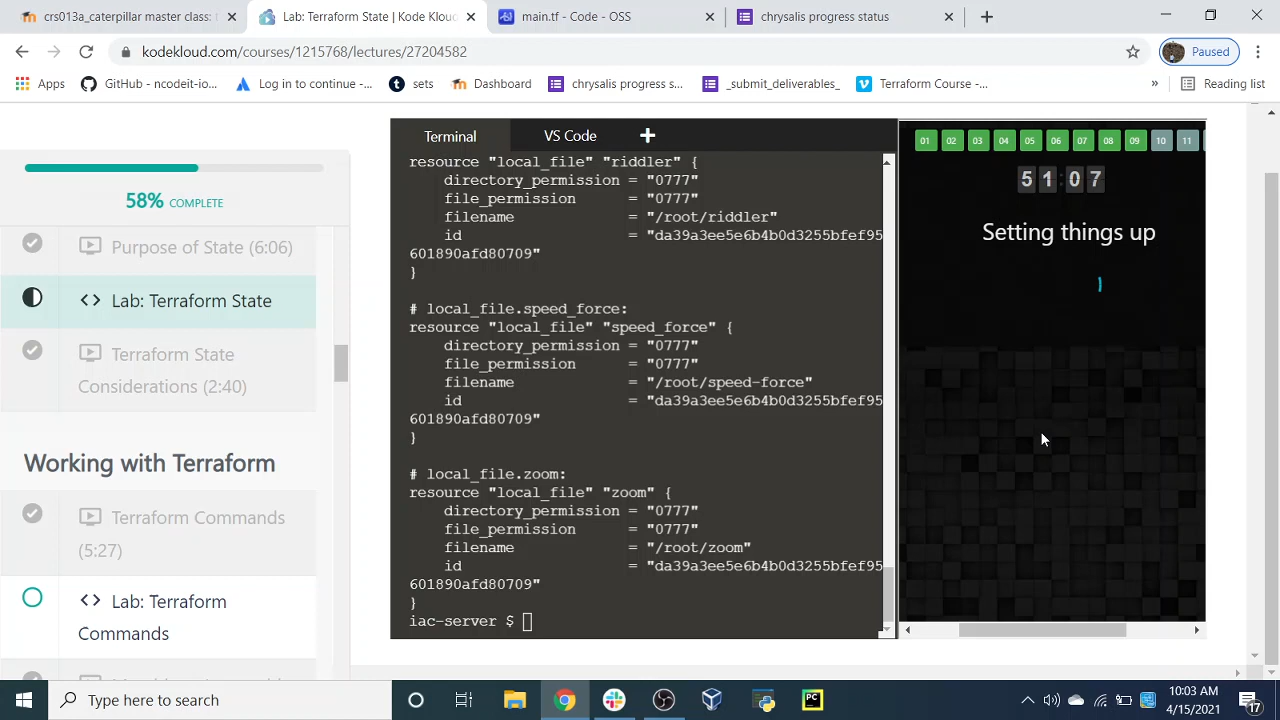 ets013a_caterpillar master class: t
Lab: Terraform State | Kode Kloud
main.tf - Code - OSS
chrysalis progress status
kodekloud.com/courses/1215768/lectures/27204582
Paused
Apps
GitHub - ncodeit-io...
Log in to continue -...
sets
Dashboard
chrysalis progress s...
_submit_deliverables_
Terraform Course -...
»
Reading list
58% COMPLETE
Purpose of State (6:06)
Lab: Terraform State
Terraform State
Considerations (2:40)
Working with Terraform
Terraform Commands
(5:27)
Lab: Terraform
Commands
Terminal
VS Code
resource "local_file" "riddler" {
directory_permission = "0777"
file_permission = "0777"
filename = "/root/riddler"
id = "da39a3ee5e6b4b0d3255bfef95
601890afd80709"
}
# local_file.speed_force:
resource "local_file" "speed_force" {
directory_permission = "0777"
file_permission = "0777"
filename = "/root/speed-force"
id = "da39a3ee5e6b4b0d3255bfef95
601890afd80709"
}
# local_file.zoom:
resource "local_file" "zoom" {
directory_permission = "0777"
file_permission = "0777"
filename = "/root/zoom"
id = "da39a3ee5e6b4b0d3255bfef95
601890afd80709"
}
iac-server $
01 02 03 04 05 06 07 08 09 10 11
51:07
Setting things up
Type here to search
10:03 AM
4/15/2021
17